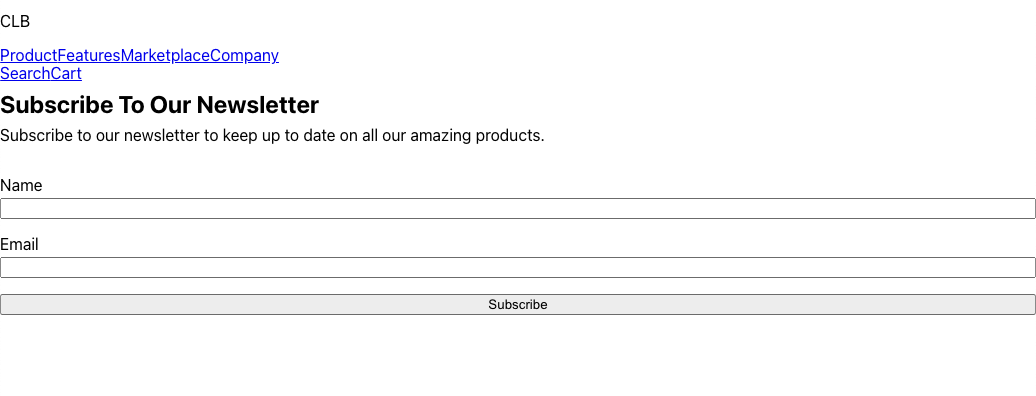 CLB
ProductFeaturesMarketplaceCompany
SearchCart
Subscribe To Our Newsletter
Subscribe to our newsletter to keep up to date on all our amazing products.
Name
Email
Subscribe